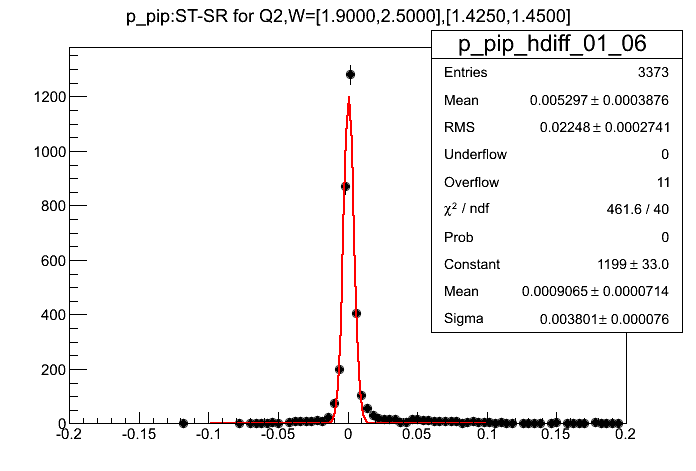 p_pip:ST-SR for Q2,W=[1.9000,2.5000],[1.4250,1.4500]
p_pip_hdiff_01_06
Entries 3373
Mean 0.005297 ± 0.0003876
RMS 0.02248 ± 0.0002741
Underflow 0
Overflow 11
χ² / ndf 461.6 / 40
Prob 0
Constant 1199 ± 33.0
Mean 0.0009065 ± 0.0000714
Sigma 0.003801 ± 0.000076
1200
1000
800
600
400
200
0
-0.2 -0.15 -0.1 -0.05 0 0.05 0.1 0.15 0.2